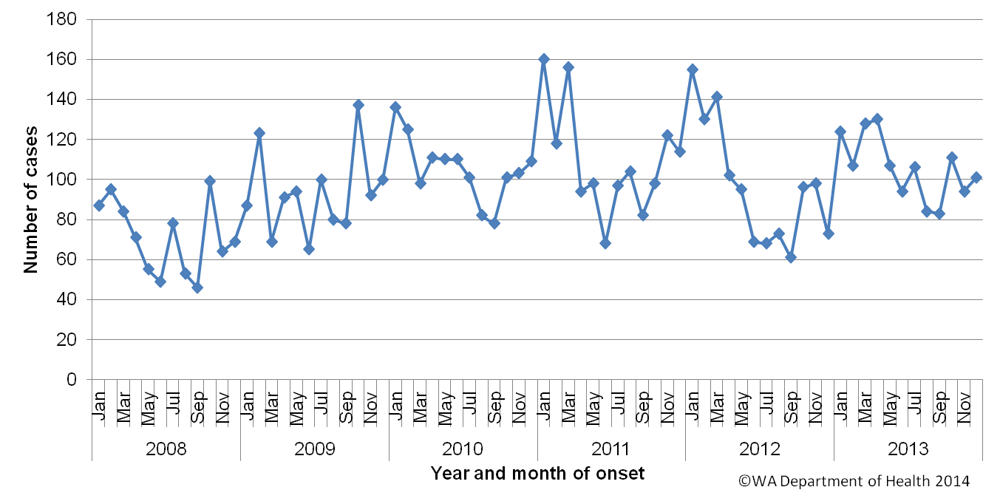 Number of cases
180
160
140
120
100
80
60
40
20
0
Jan Mar May Jul Sep Nov Jan Mar May Jul Sep Nov Jan Mar May Jul Sep Nov Jan Mar May Jul Sep Nov Jan Mar May Jul Sep Nov Jan Mar May Jul Sep Nov
2008 2009 2010 2011 2012 2013
Year and month of onset
©WA Department of Health 2014